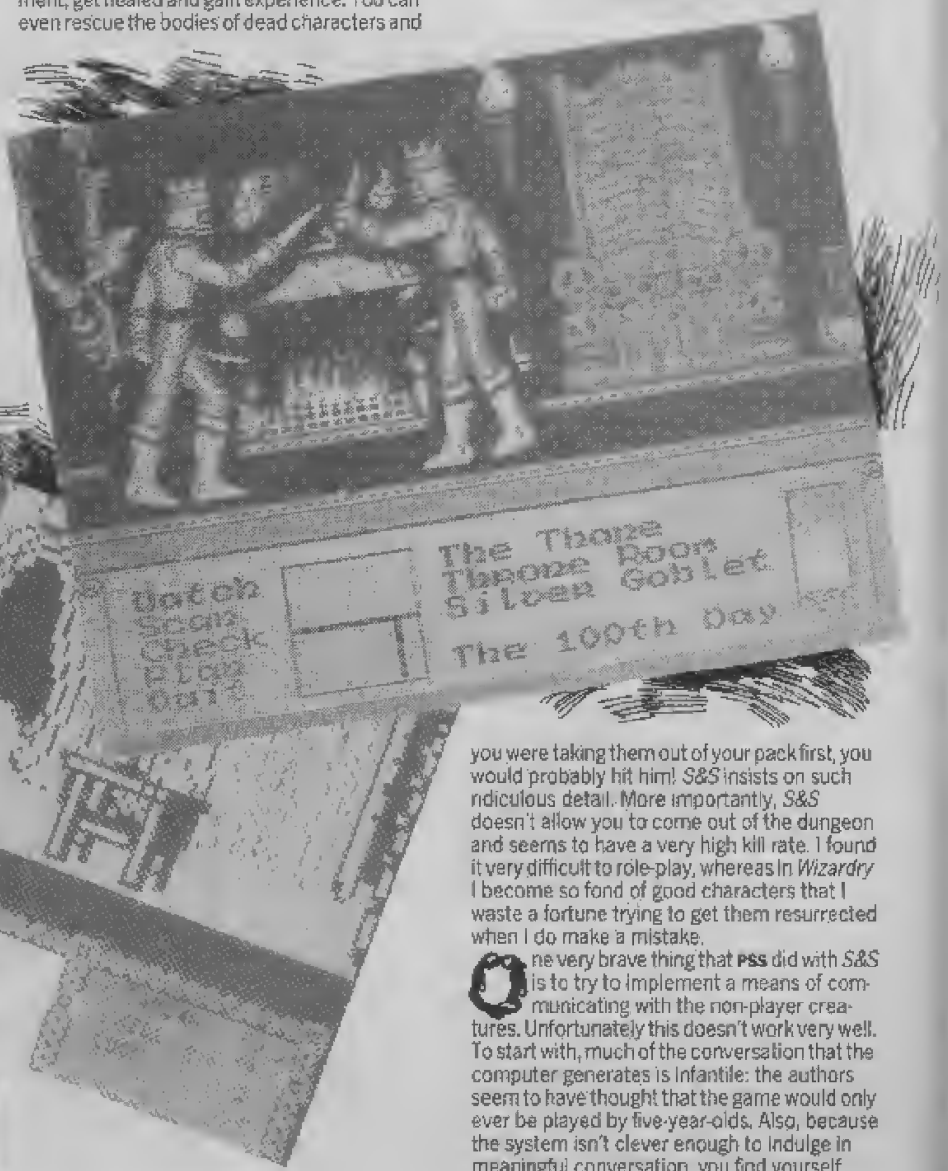 ment, get healed and gain experience. You can
even rescue the bodies of dead characters and
Watch
Scan
Check
Play
Quit
The Thone
Throne Room
Silver Goblet
The 100th Day
you were taking them out of your pack first, you
would probably hit him! S&S insists on such
ridiculous detail. More importantly, S&S
doesn't allow you to come out of the dungeon
and seems to have a very high kill rate. I found
it very difficult to role-play, whereas in Wizardry
I become so fond of good characters that I
waste a fortune trying to get them resurrected
when I do make a mistake.
One very brave thing that PSS did with S&S
is to try to implement a means of com-
municating with the non-player crea-
tures. Unfortunately this doesn't work very well.
To start with, much of the conversation that the
computer generates is infantile: the authors
seem to have thought that the game would only
ever be played by five-year-olds. Also, because
the system isn't clever enough to indulge in
meaningful conversation, you find yourself